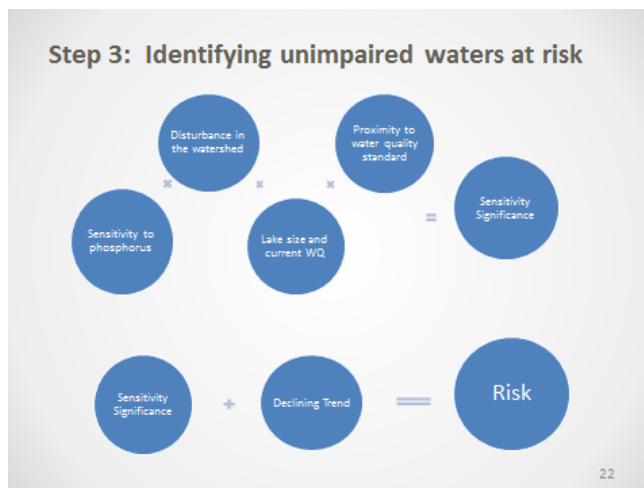 Step 3: Identifying unimpaired waters at risk
Sensitivity to
phosphorus
×
Disturbance in
the watershed
×
Lake size and
current WQ
×
Proximity to
water quality
standard
=
Sensitivity
Significance
Sensitivity
Significance
+
Declining Trend
=
Risk
22